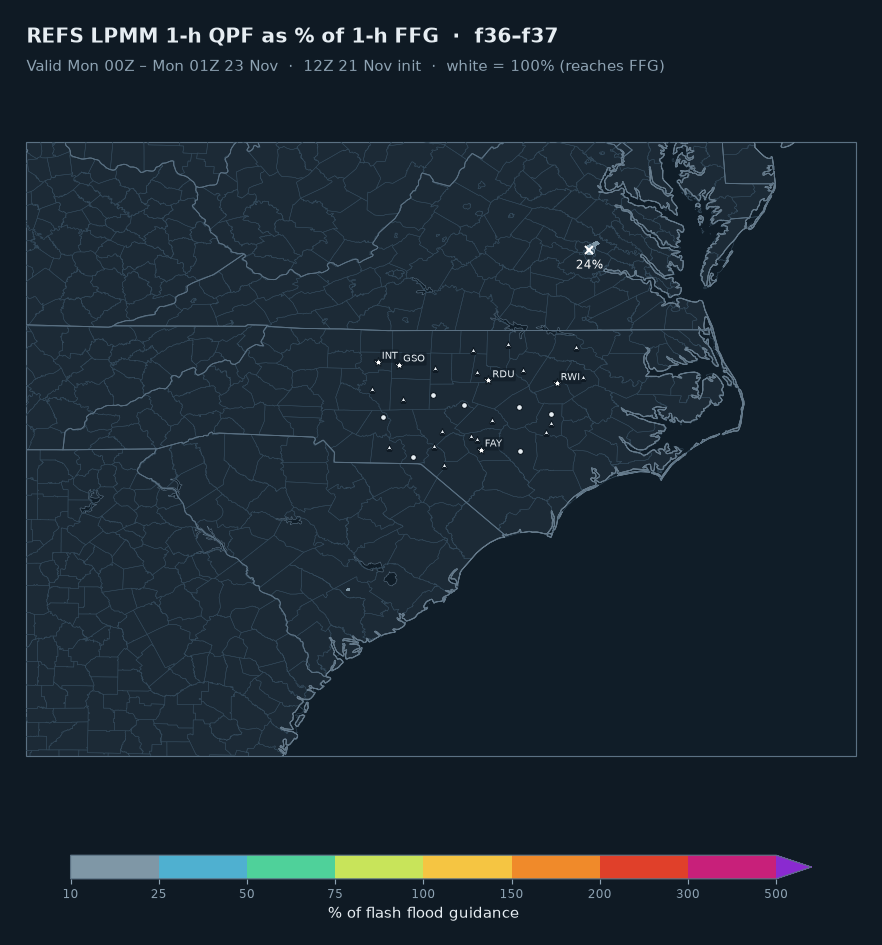 REFS LPMM 1-h QPF as % of 1-h FFG · f36–f37
Valid Mon 00Z – Mon 01Z 23 Nov · 12Z 21 Nov init · white = 100% (reaches FFG)
24%
INT
GSO
RDU
RWI
FAY
10 25 50 75 100 150 200 300 500
% of flash flood guidance